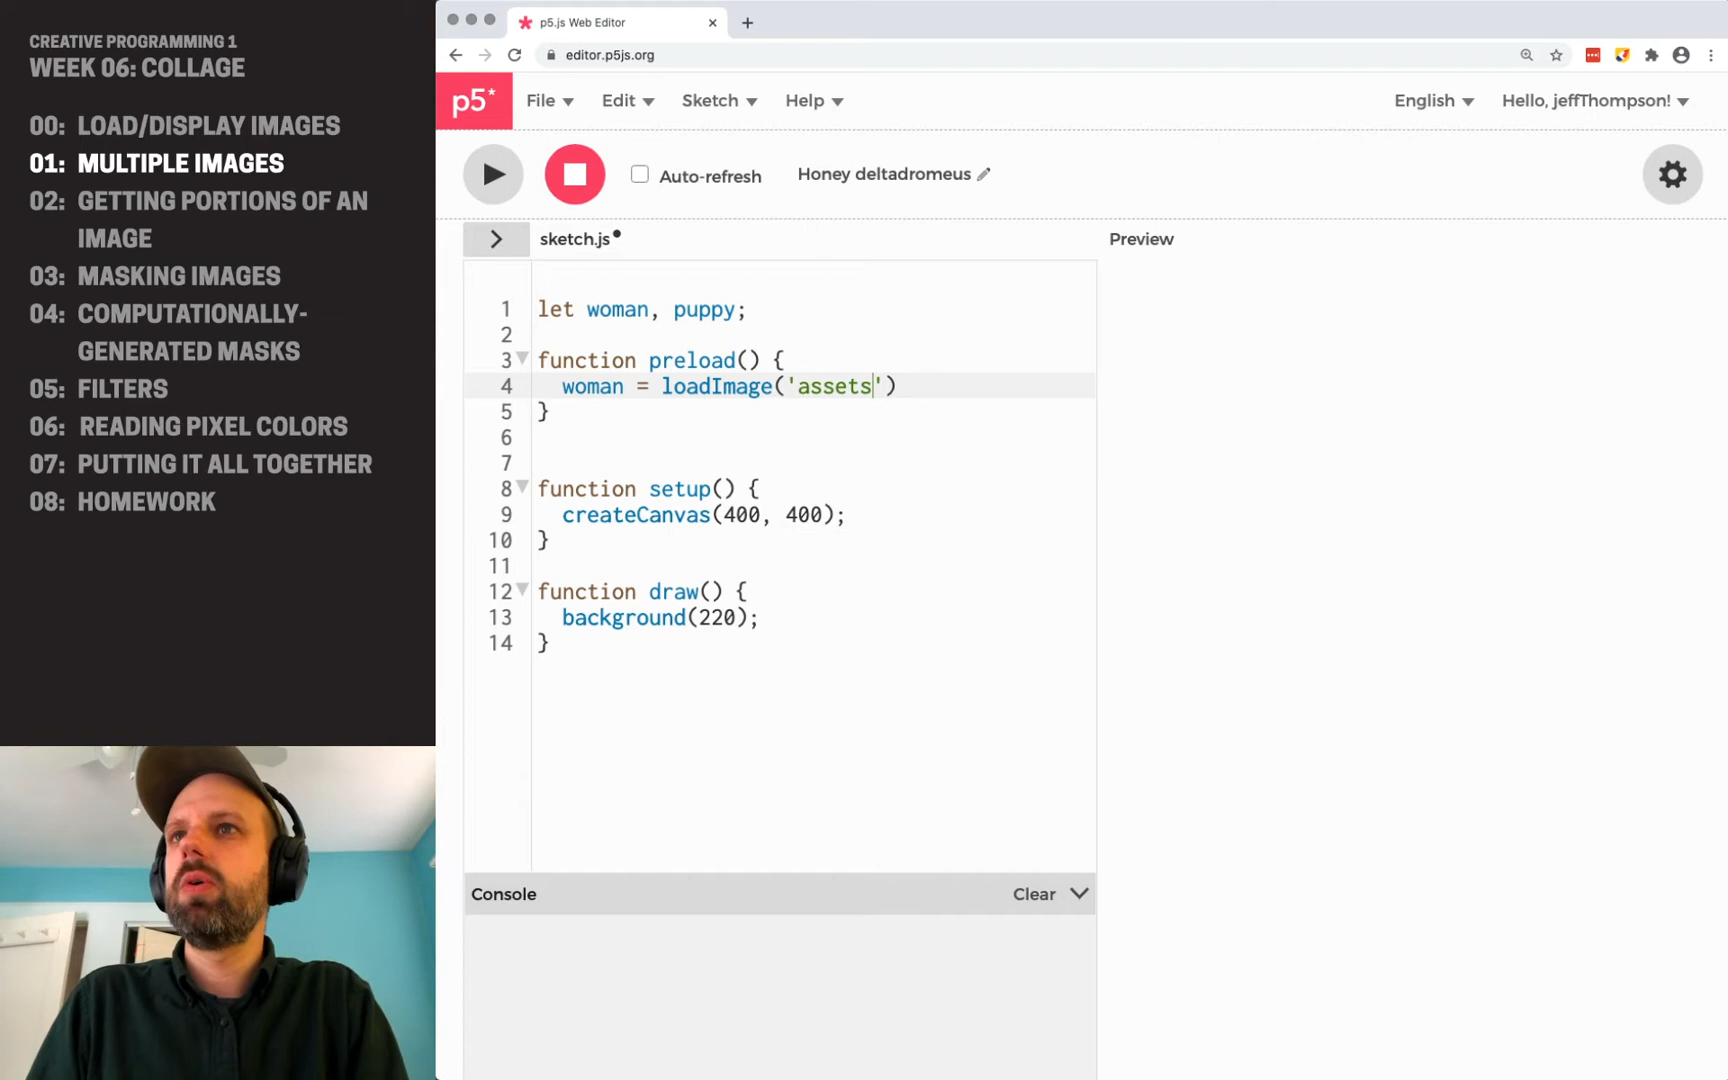 CREATIVE PROGRAMMING 1
WEEK 06: COLLAGE
00: LOAD/DISPLAY IMAGES
01: MULTIPLE IMAGES
02: GETTING PORTIONS OF AN
IMAGE
03: MASKING IMAGES
04: COMPUTATIONALLY-
GENERATED MASKS
05: FILTERS
06: READING PIXEL COLORS
07: PUTTING IT ALL TOGETHER
08: HOMEWORK
p5.js Web Editor
editor.p5js.org
p5* File Edit Sketch Help English Hello, jeffThompson!
Auto-refresh Honey deltadromeus
sketch.js Preview
1 let woman, puppy;
2
3 function preload() {
4 woman = loadImage('assets')
5 }
6
7
8 function setup() {
9 createCanvas(400, 400);
10 }
11
12 function draw() {
13 background(220);
14 }
Console Clear